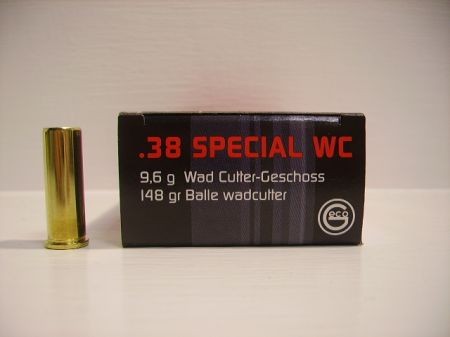 .38 SPECIAL WC
9,6 g Wad Cutter-Geschoss
148 gr Balle wadcutter
Geco